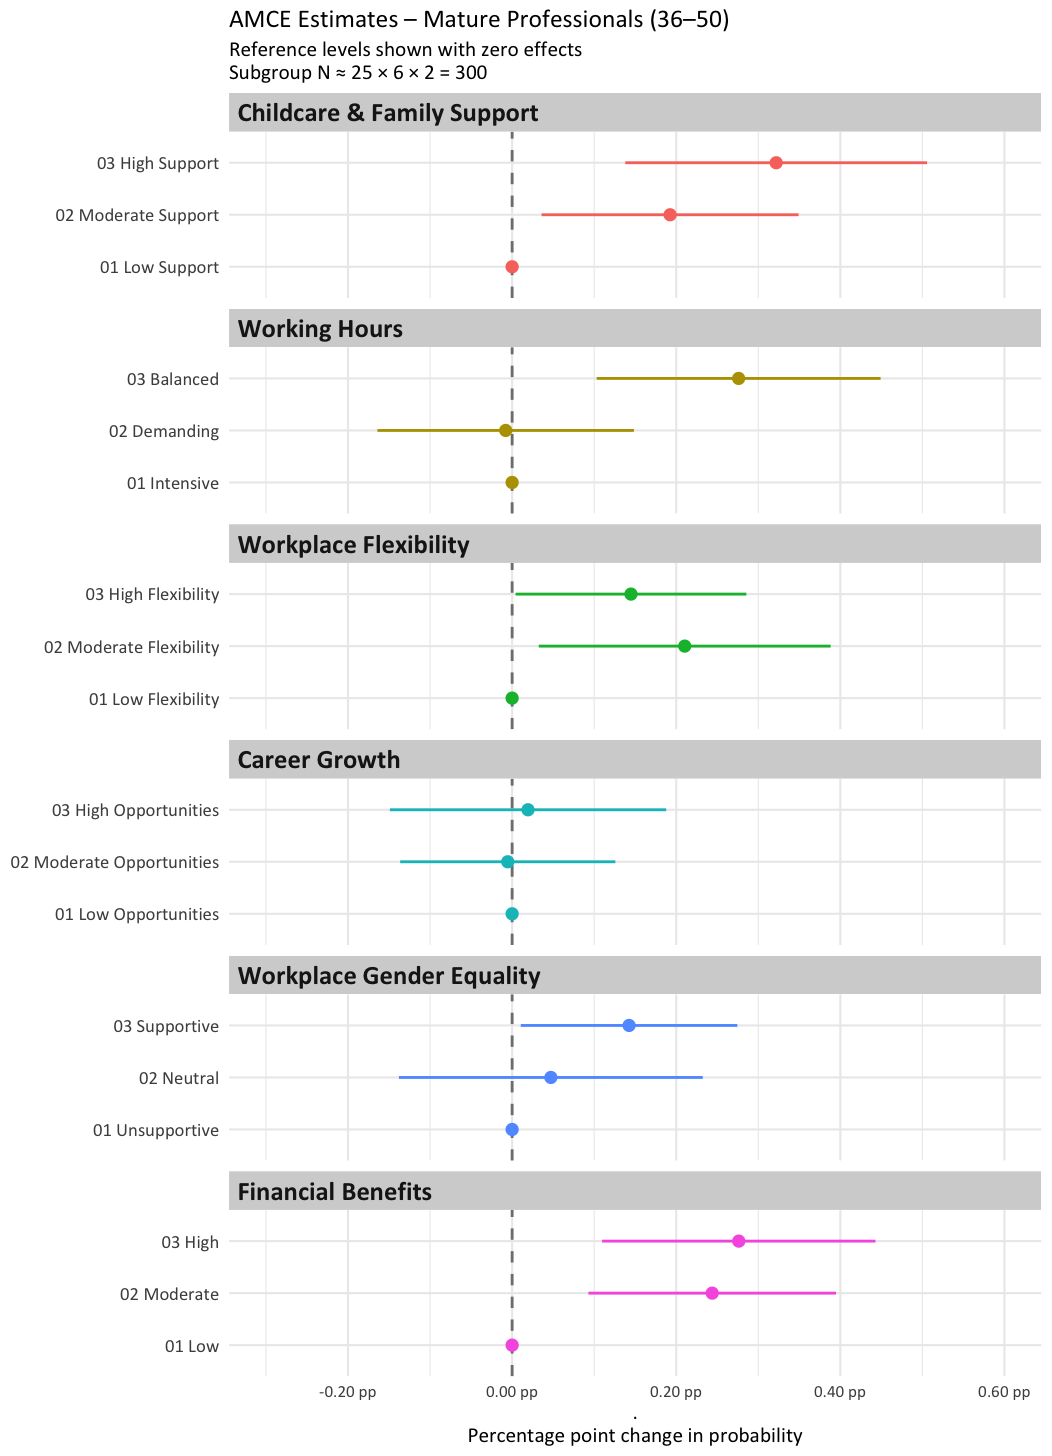 AMCE Estimates – Mature Professionals (36–50)
Reference levels shown with zero effects
Subgroup N ≈ 25 × 6 × 2 = 300
Childcare & Family Support
03 High Support
02 Moderate Support
01 Low Support
Working Hours
03 Balanced
02 Demanding
01 Intensive
Workplace Flexibility
03 High Flexibility
02 Moderate Flexibility
01 Low Flexibility
Career Growth
03 High Opportunities
02 Moderate Opportunities
01 Low Opportunities
Workplace Gender Equality
03 Supportive
02 Neutral
01 Unsupportive
Financial Benefits
03 High
02 Moderate
01 Low
-0.20 pp 0.00 pp 0.20 pp 0.40 pp 0.60 pp
.
Percentage point change in probability